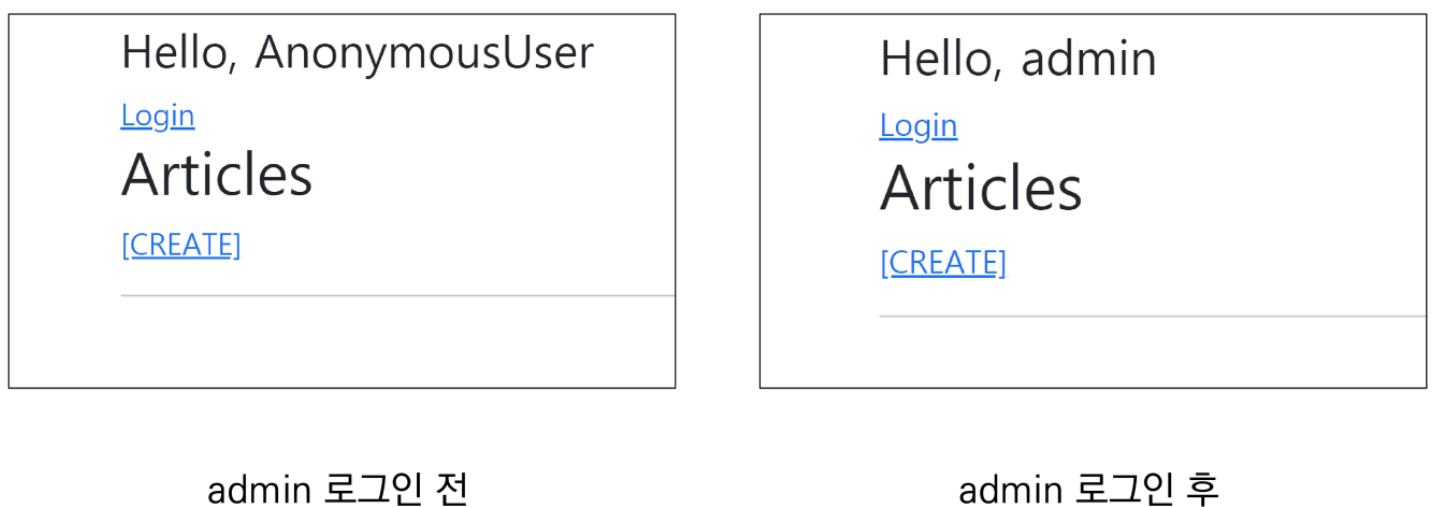 Hello, AnonymousUser
Login
Articles
[CREATE]
admin 로그인 전
Hello, admin
Login
Articles
[CREATE]
admin 로그인 후